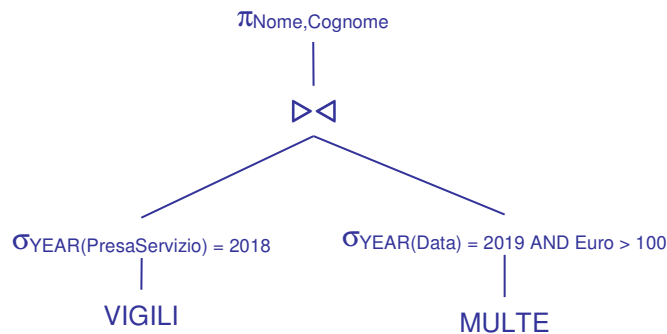 πNome,Cognome
▷◁
σYEAR(PresaServizio) = 2018
σYEAR(Data) = 2019 AND Euro > 100
VIGILI
MULTE